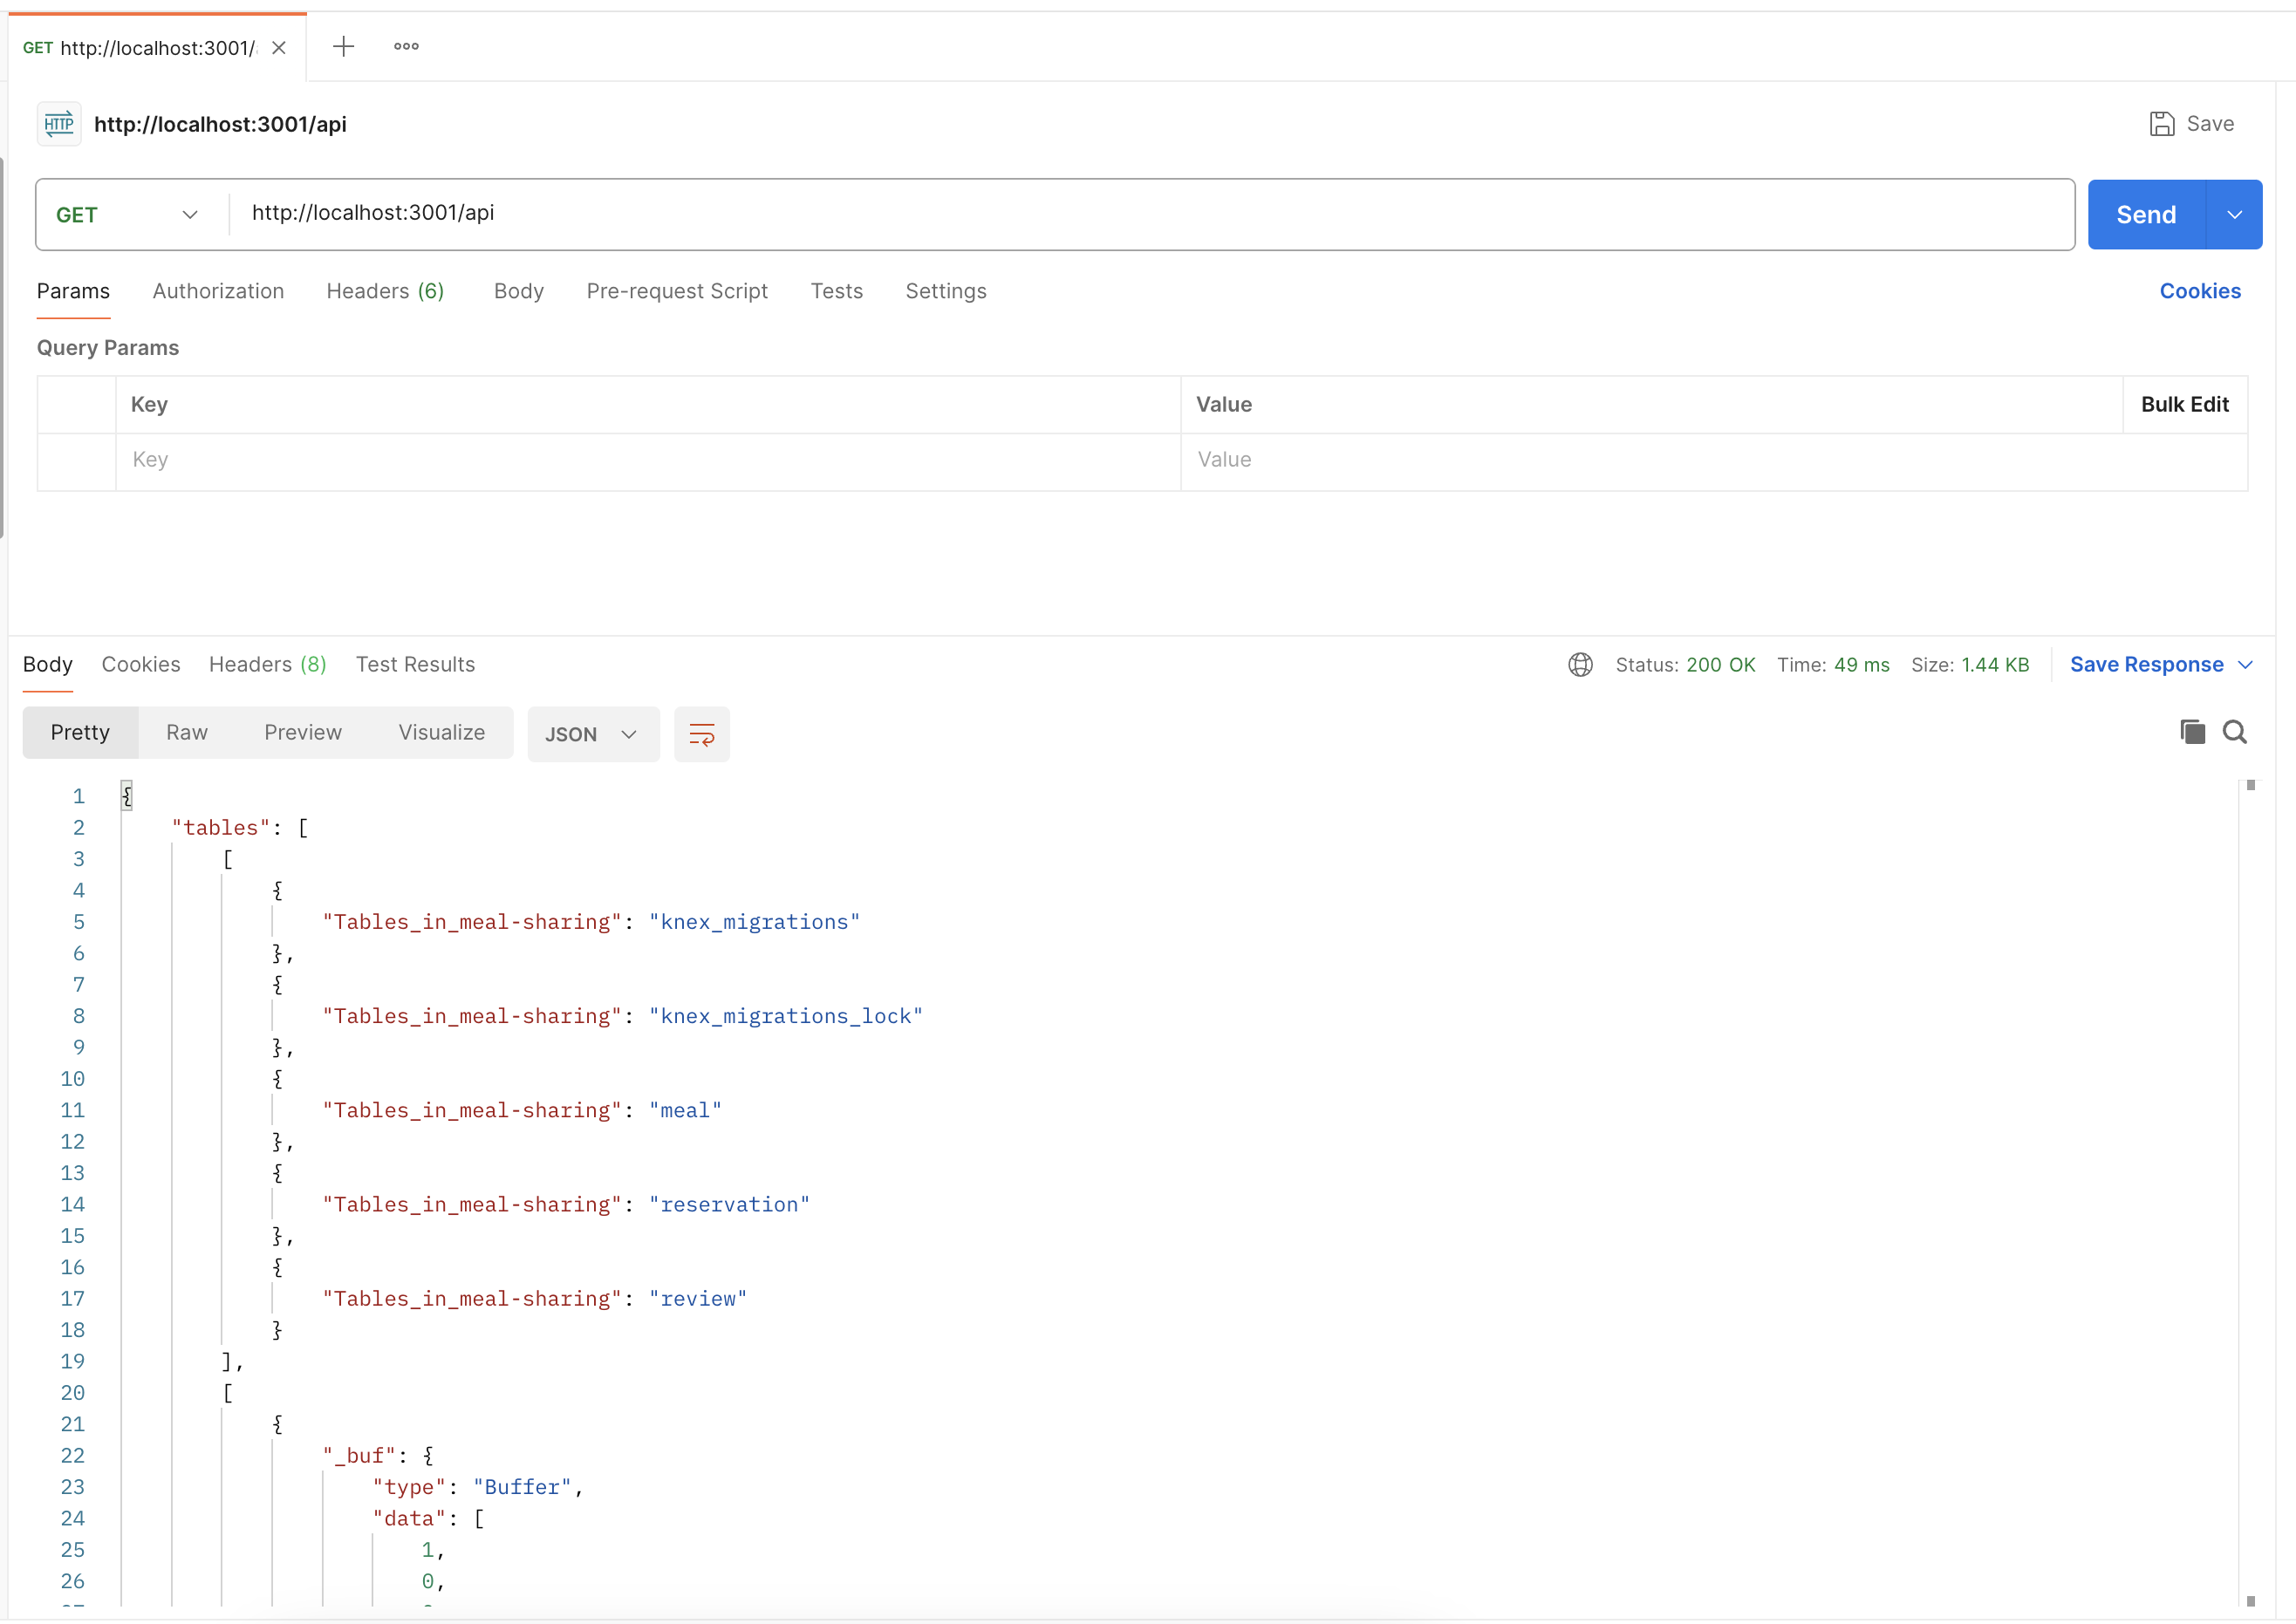 GET http://localhost:3001/
HTTP http://localhost:3001/api
Save
GET http://localhost:3001/api
Send
Params Authorization Headers (6) Body Pre-request Script Tests Settings
Cookies
Query Params
Key Value Bulk Edit
Key Value
Body Cookies Headers (8) Test Results
Status: 200 OK Time: 49 ms Size: 1.44 KB Save Response
Pretty Raw Preview Visualize JSON
1 {
2 "tables": [
3 [
4 {
5 "Tables_in_meal-sharing": "knex_migrations"
6 },
7 {
8 "Tables_in_meal-sharing": "knex_migrations_lock"
9 },
10 {
11 "Tables_in_meal-sharing": "meal"
12 },
13 {
14 "Tables_in_meal-sharing": "reservation"
15 },
16 {
17 "Tables_in_meal-sharing": "review"
18 }
19 ],
20 [
21 {
22 "_buf": {
23 "type": "Buffer",
24 "data": [
25 1,
26 0,